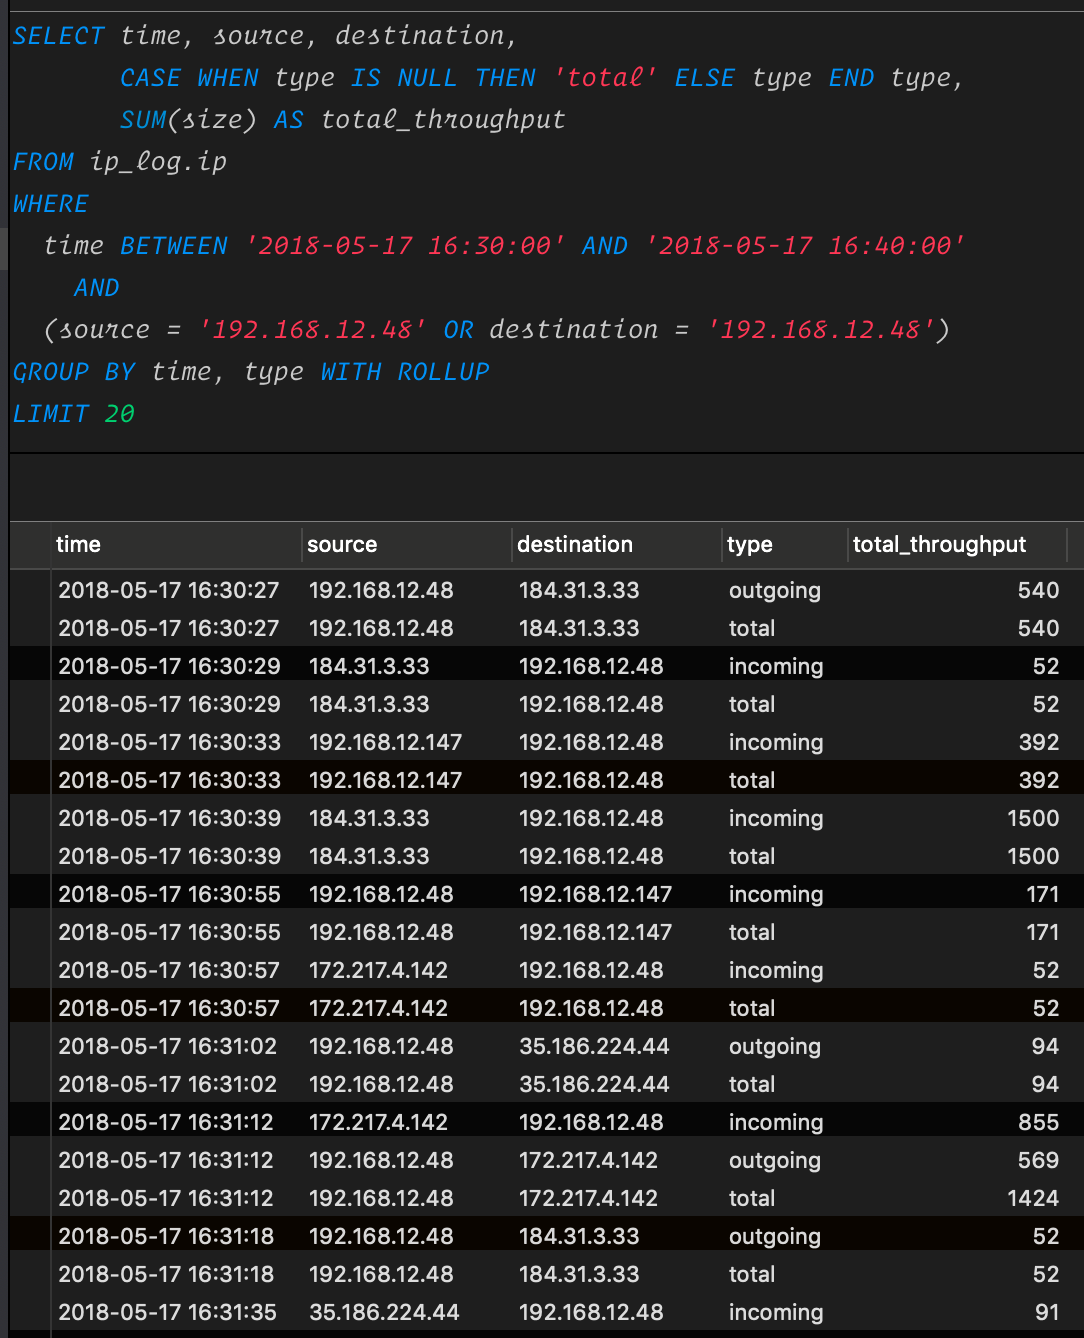 SELECT time, source, destination,
CASE WHEN type IS NULL THEN 'total' ELSE type END type,
SUM(size) AS total_throughput
FROM ip_log.ip
WHERE
time BETWEEN '2018-05-17 16:30:00' AND '2018-05-17 16:40:00'
AND
(source = '192.168.12.48' OR destination = '192.168.12.48')
GROUP BY time, type WITH ROLLUP
LIMIT 20
time source destination type total_throughput
2018-05-17 16:30:27 192.168.12.48 184.31.3.33 outgoing 540
2018-05-17 16:30:27 192.168.12.48 184.31.3.33 total 540
2018-05-17 16:30:29 184.31.3.33 192.168.12.48 incoming 52
2018-05-17 16:30:29 184.31.3.33 192.168.12.48 total 52
2018-05-17 16:30:33 192.168.12.147 192.168.12.48 incoming 392
2018-05-17 16:30:33 192.168.12.147 192.168.12.48 total 392
2018-05-17 16:30:39 184.31.3.33 192.168.12.48 incoming 1500
2018-05-17 16:30:39 184.31.3.33 192.168.12.48 total 1500
2018-05-17 16:30:55 192.168.12.48 192.168.12.147 incoming 171
2018-05-17 16:30:55 192.168.12.48 192.168.12.147 total 171
2018-05-17 16:30:57 172.217.4.142 192.168.12.48 incoming 52
2018-05-17 16:30:57 172.217.4.142 192.168.12.48 total 52
2018-05-17 16:31:02 192.168.12.48 35.186.224.44 outgoing 94
2018-05-17 16:31:02 192.168.12.48 35.186.224.44 total 94
2018-05-17 16:31:12 172.217.4.142 192.168.12.48 incoming 855
2018-05-17 16:31:12 192.168.12.48 172.217.4.142 outgoing 569
2018-05-17 16:31:12 192.168.12.48 172.217.4.142 total 1424
2018-05-17 16:31:18 192.168.12.48 184.31.3.33 outgoing 52
2018-05-17 16:31:18 192.168.12.48 184.31.3.33 total 52
2018-05-17 16:31:35 35.186.224.44 192.168.12.48 incoming 91